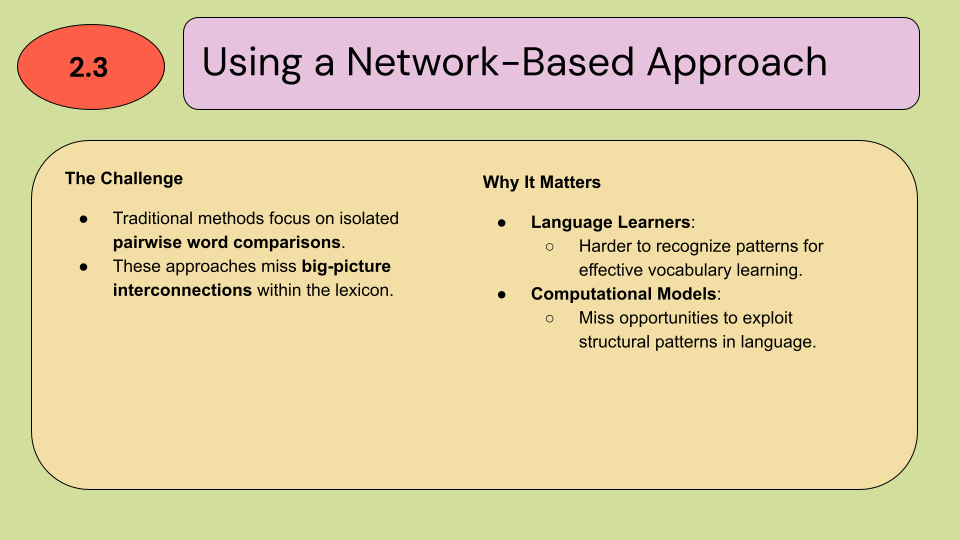 2.3
Using a Network-Based Approach
The Challenge
● Traditional methods focus on isolated
pairwise word comparisons.
● These approaches miss big-picture
interconnections within the lexicon.
Why It Matters
● Language Learners:
○ Harder to recognize patterns for
effective vocabulary learning.
● Computational Models:
○ Miss opportunities to exploit
structural patterns in language.